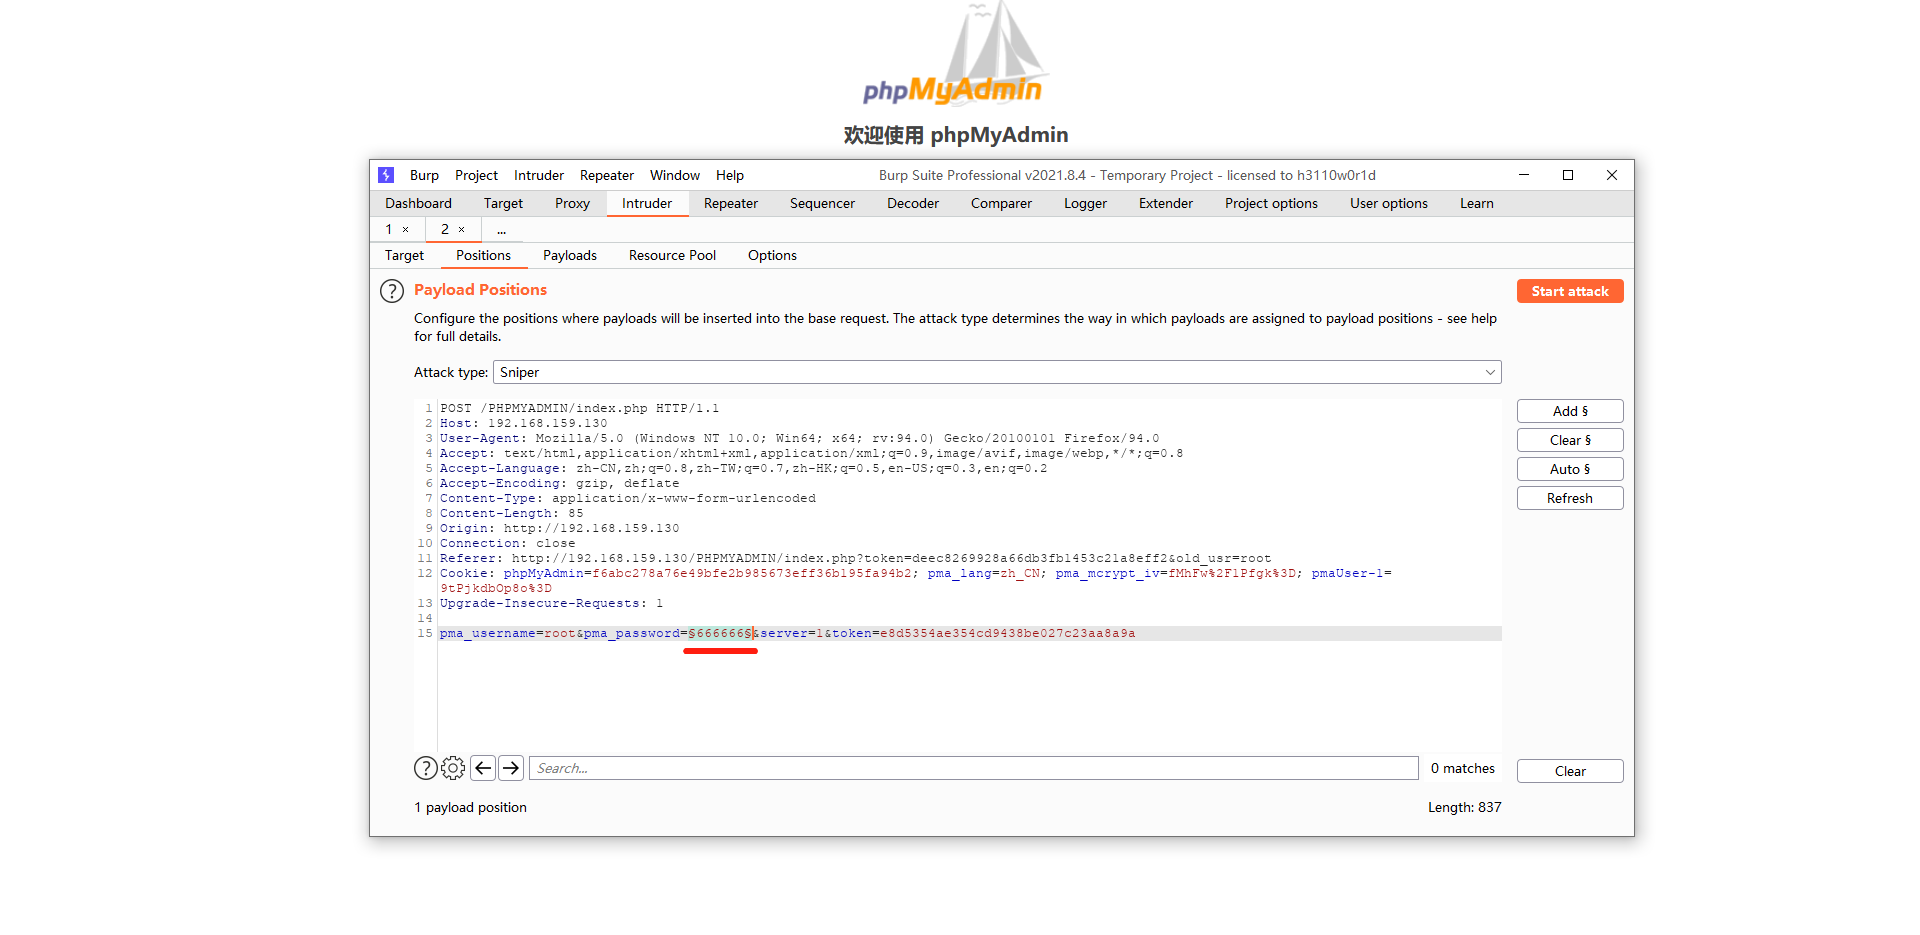 phpMyAdmin
欢迎使用 phpMyAdmin
Burp Project Intruder Repeater Window Help Burp Suite Professional v2021.8.4 - Temporary Project - licensed to h3110w0r1d
Dashboard Target Proxy Intruder Repeater Sequencer Decoder Comparer Logger Extender Project options User options Learn
1 × 2 × ...
Target Positions Payloads Resource Pool Options
? Payload Positions Start attack
Configure the positions where payloads will be inserted into the base request. The attack type determines the way in which payloads are assigned to payload positions - see help
for full details.
Attack type: Sniper
1 POST /PHPMYADMIN/index.php HTTP/1.1 Add §
2 Host: 192.168.159.130
3 User-Agent: Mozilla/5.0 (Windows NT 10.0; Win64; x64; rv:94.0) Gecko/20100101 Firefox/94.0 Clear §
4 Accept: text/html,application/xhtml+xml,application/xml;q=0.9,image/avif,image/webp,*/*;q=0.8
5 Accept-Language: zh-CN,zh;q=0.8,zh-TW;q=0.7,zh-HK;q=0.5,en-US;q=0.3,en;q=0.2 Auto §
6 Accept-Encoding: gzip, deflate
7 Content-Type: application/x-www-form-urlencoded Refresh
8 Content-Length: 85
9 Origin: http://192.168.159.130
10 Connection: close
11 Referer: http://192.168.159.130/PHPMYADMIN/index.php?token=deec8269928a66db3fb1453c21a8eff2&old_usr=root
12 Cookie: phpMyAdmin=f6abc278a76e49bfe2b985673eff36b195fa94b2; pma_lang=zh_CN; pma_mcrypt_iv=fMhFw%2F1Pfgk%3D; pmaUser-1=
9tPjkdbOp8o%3D
13 Upgrade-Insecure-Requests: 1
14
15 pma_username=root&pma_password=§666666§&server=1&token=e8d5354ae354cd9438be027c23aa8a9a
? Search... 0 matches Clear
1 payload position Length: 837